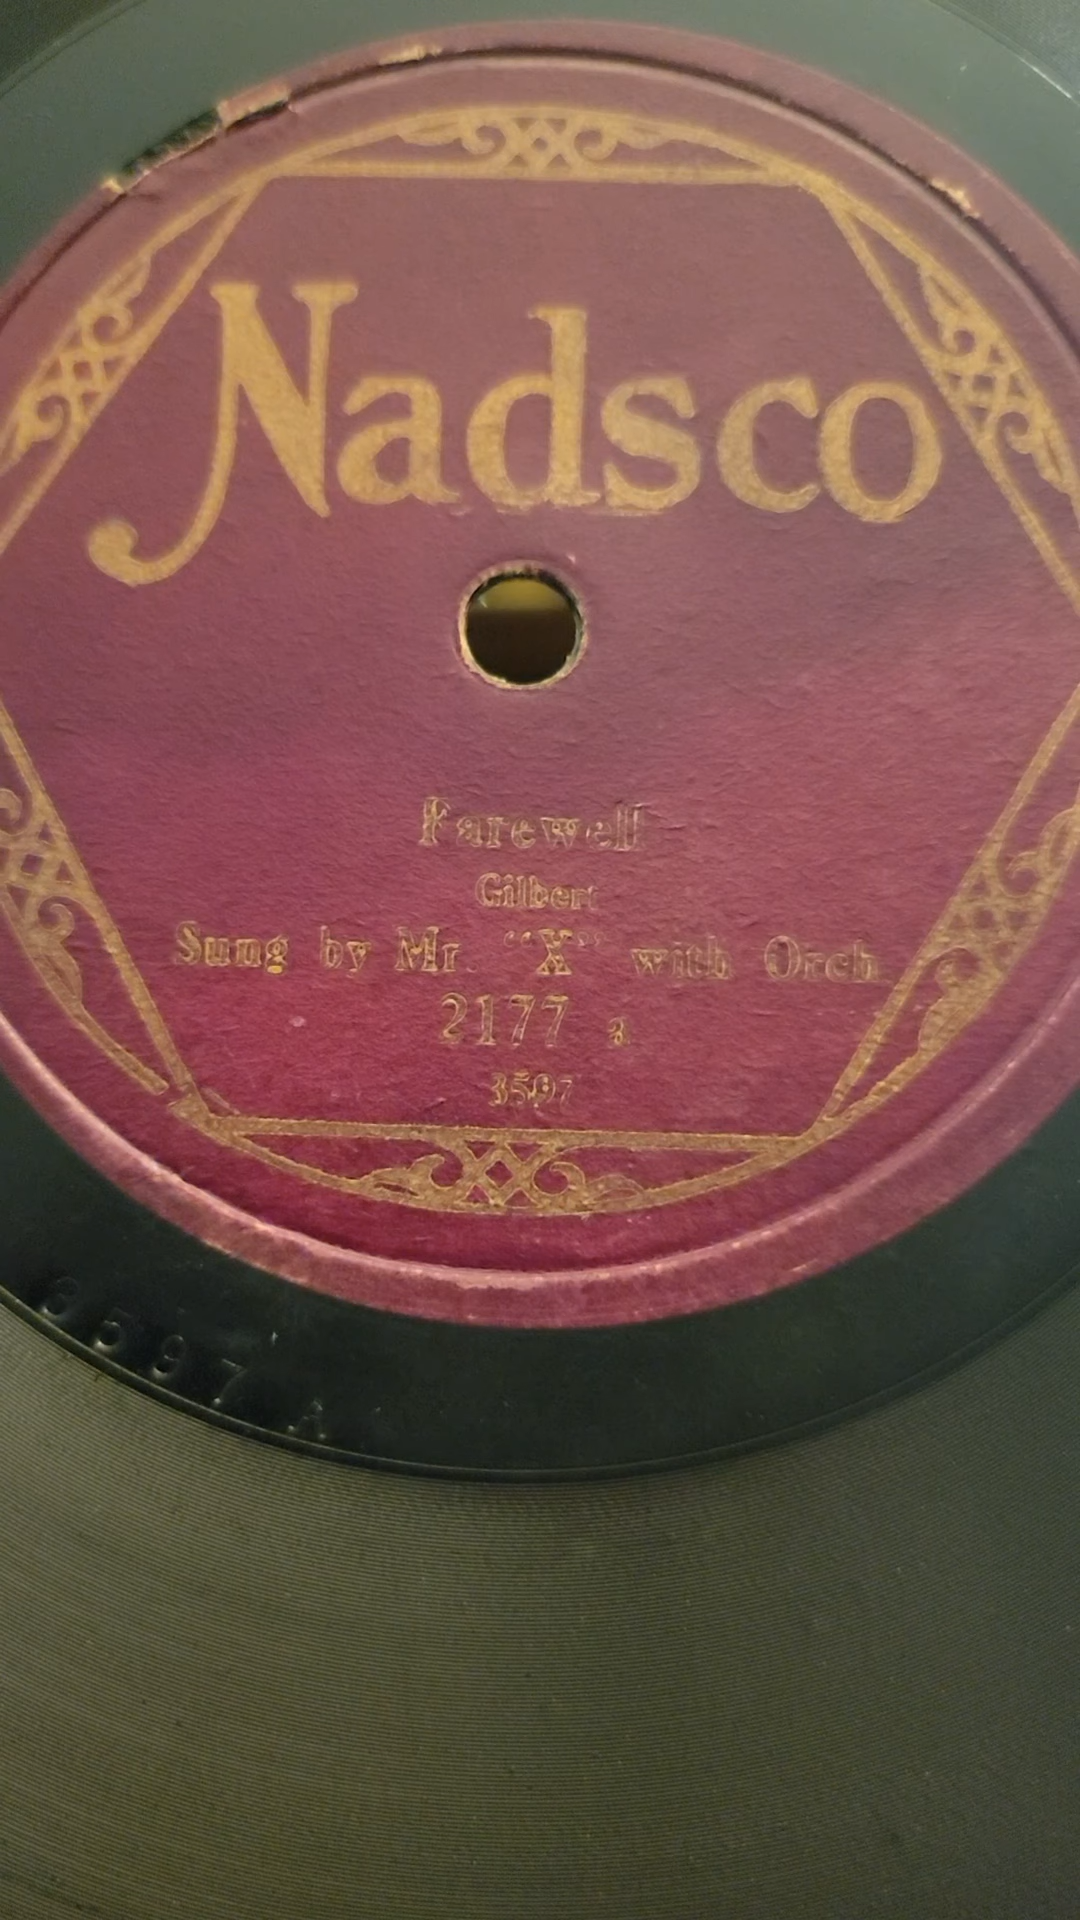 Nadsco
Farewell
Gilbert
Sung by Mr. "X" with Orch.
2177 a
3597
3597 A